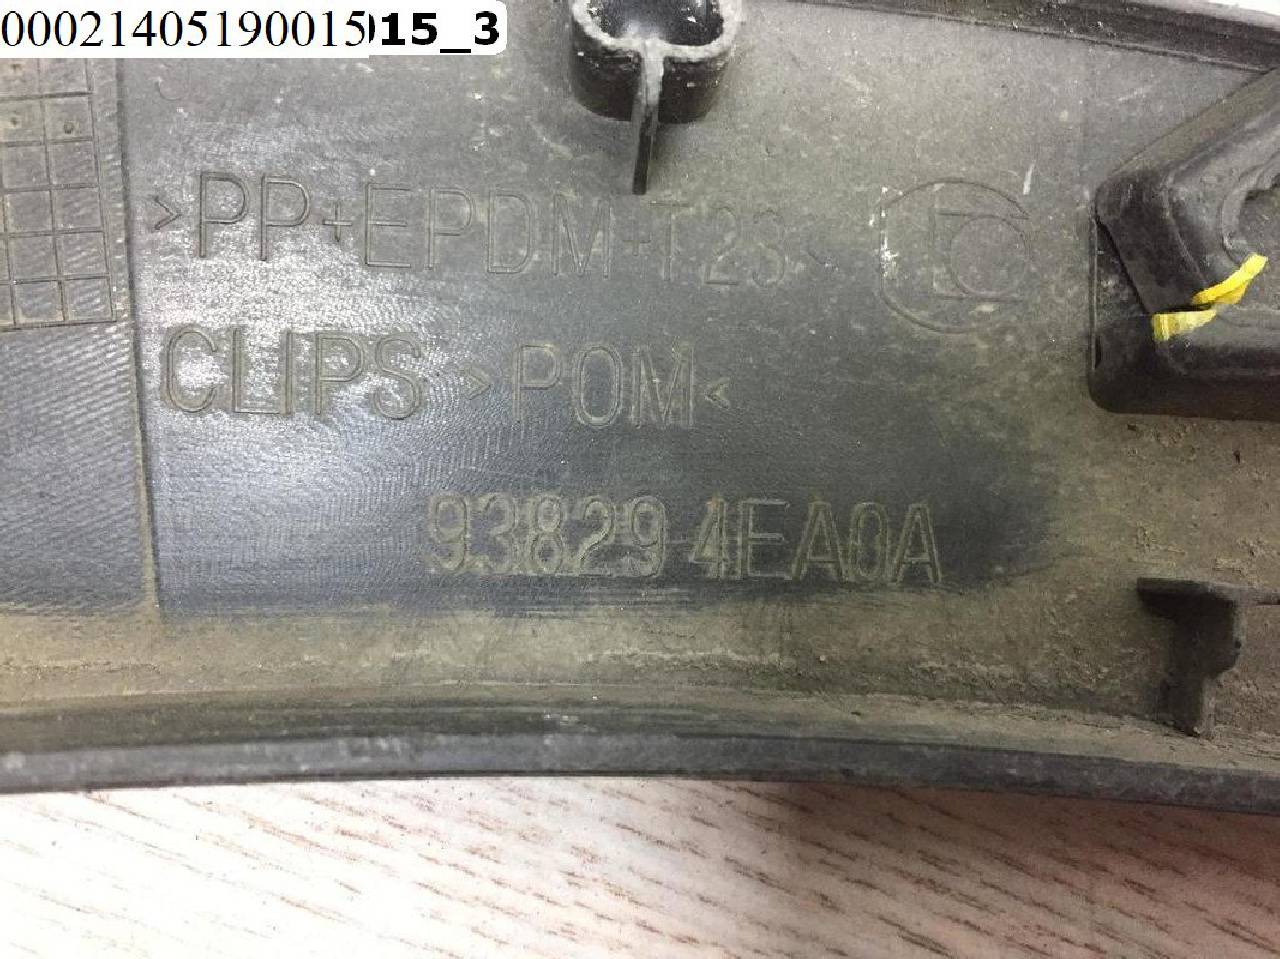 00021405190015015_3
>PP+EPDM+T23<
CLIPS >POM<
93829 4EA0A